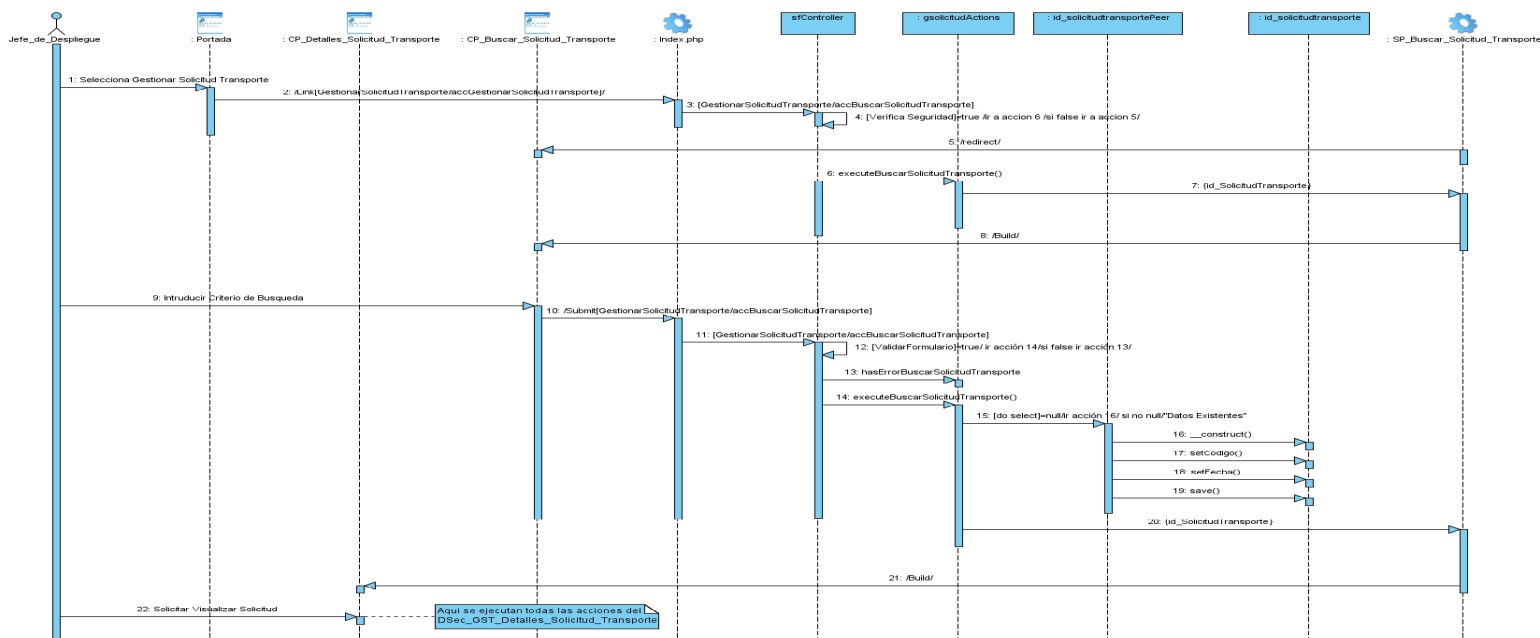 sfController
: gsolicitudActions
: id_solicitudtransportePeer
: id_solicitudtransporte
Jefe_de_Despliegue
: Portada
: CP_Detalles_Solicitud_Transporte
: CP_Buscar_Solicitud_Transporte
: Index.php
: SP_Buscar_Solicitud_Transporte
1: Selecciona Gestionar Solicitud Transporte
2: /Link[GestionarSolicitudTransporte/accGestionarSolicitudTransporte]/
3: [GestionarSolicitudTransporte/accBuscarSolicitudTransporte]
4: [Verifica Seguridad]=true /ir a accion 6 /si false ir a accion 5/
5: /redirect/
6: executeBuscarSolicitudTransporte()
7: {id_SolicitudTransporte}
8: /Build/
9: Intruducir Criterio de Busqueda
10: /Submit[GestionarSolicitudTransporte/accBuscarSolicitudTransporte]
11: [GestionarSolicitudTransporte/accBuscarSolicitudTransporte]
12: [ValidarFormulario]=true/ ir acción 14/si false ir acción 13/
13: hasErrorBuscarSolicitudTransporte
14: executeBuscarSolicitudTransporte()
15: [do select]=null/ir acción 16/ si no null/"Datos Existentes"
16: __construct()
17: setCodigo()
18: setFecha()
19: save()
20: {id_SolicitudTransporte}
21: /Build/
22: Solicitar Visualizar Solicitud
Aqui se ejecutan todas las acciones del
DSec_GST_Detalles_Solicitud_Transporte